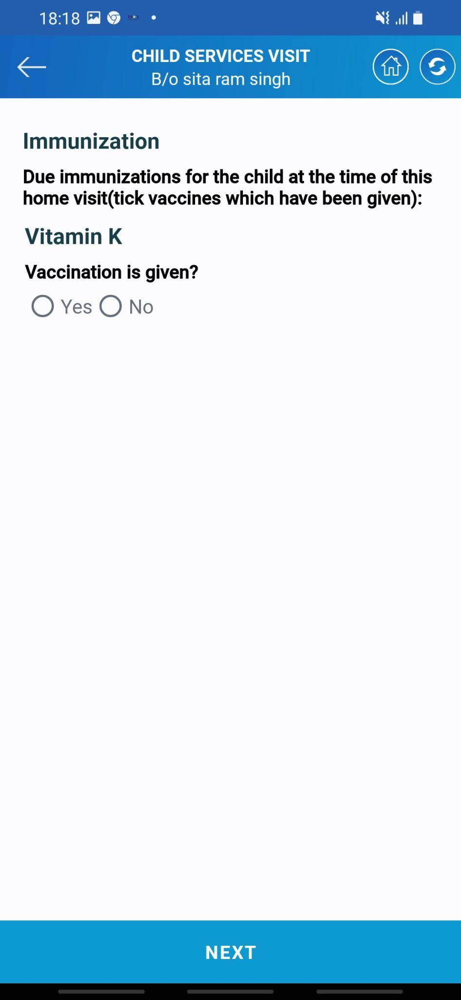 18:18
CHILD SERVICES VISIT
B/o sita ram singh
Immunization
Due immunizations for the child at the time of this
home visit(tick vaccines which have been given):
Vitamin K
Vaccination is given?
Yes No
NEXT